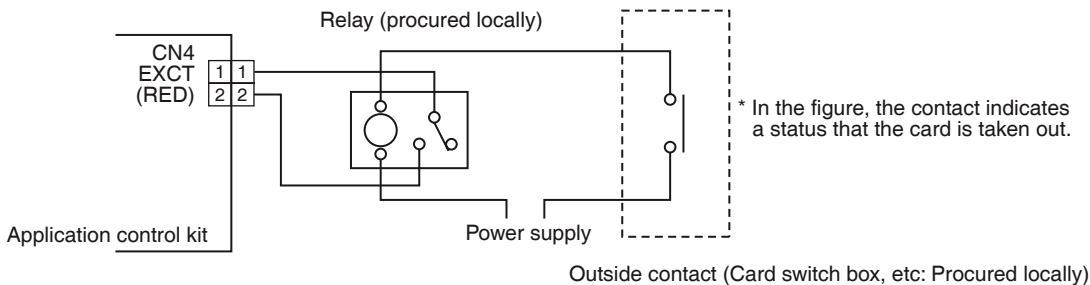 Relay (procured locally)
CN4
EXCT
(RED)
1 1
2 2
* In the figure, the contact indicates
a status that the card is taken out.
Application control kit
Power supply
Outside contact (Card switch box, etc: Procured locally)